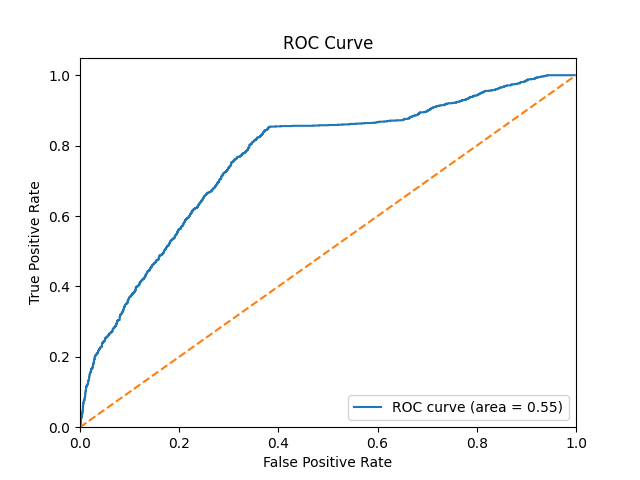 ROC Curve
True Positive Rate
1.0
0.8
0.6
0.4
0.2
0.0
0.0 0.2 0.4 0.6 0.8 1.0
False Positive Rate
ROC curve (area = 0.55)